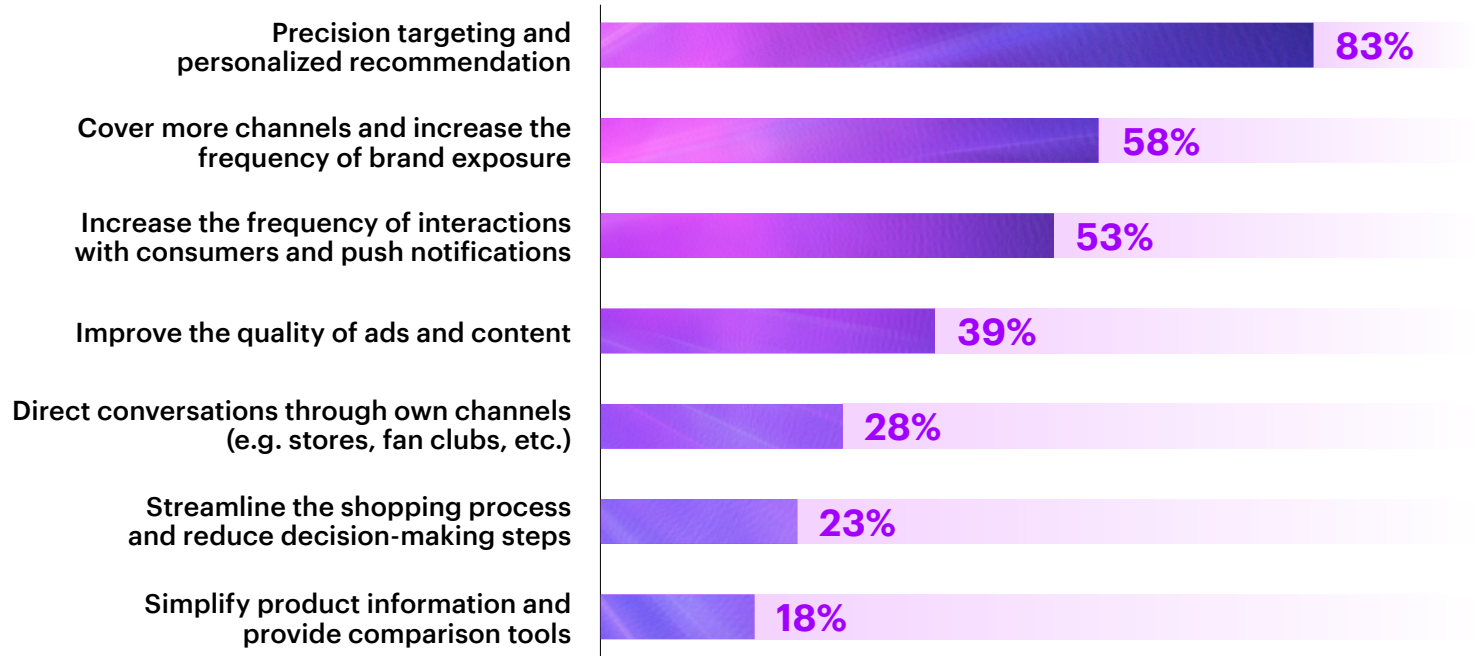 Precision targeting and
personalized recommendation
83%
Cover more channels and increase the
frequency of brand exposure
58%
Increase the frequency of interactions
with consumers and push notifications
53%
Improve the quality of ads and content
39%
Direct conversations through own channels
(e.g. stores, fan clubs, etc.)
28%
Streamline the shopping process
and reduce decision-making steps
23%
Simplify product information and
provide comparison tools
18%